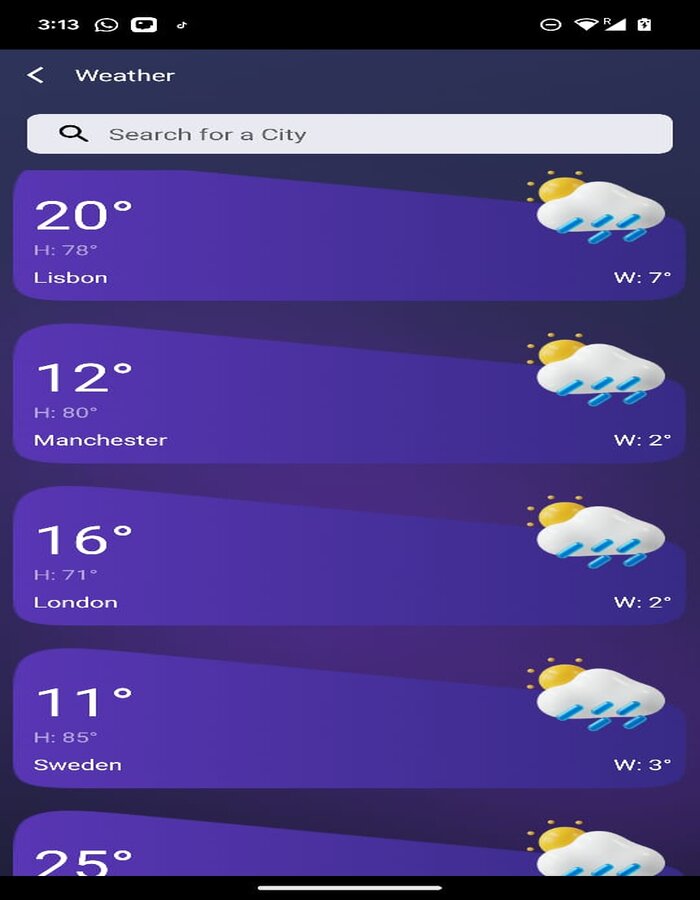 3:13
R
Weather
Search for a City
20°
H: 78°
Lisbon
W: 7°
12°
H: 80°
Manchester
W: 2°
16°
H: 71°
London
W: 2°
11°
H: 85°
Sweden
W: 3°
25°